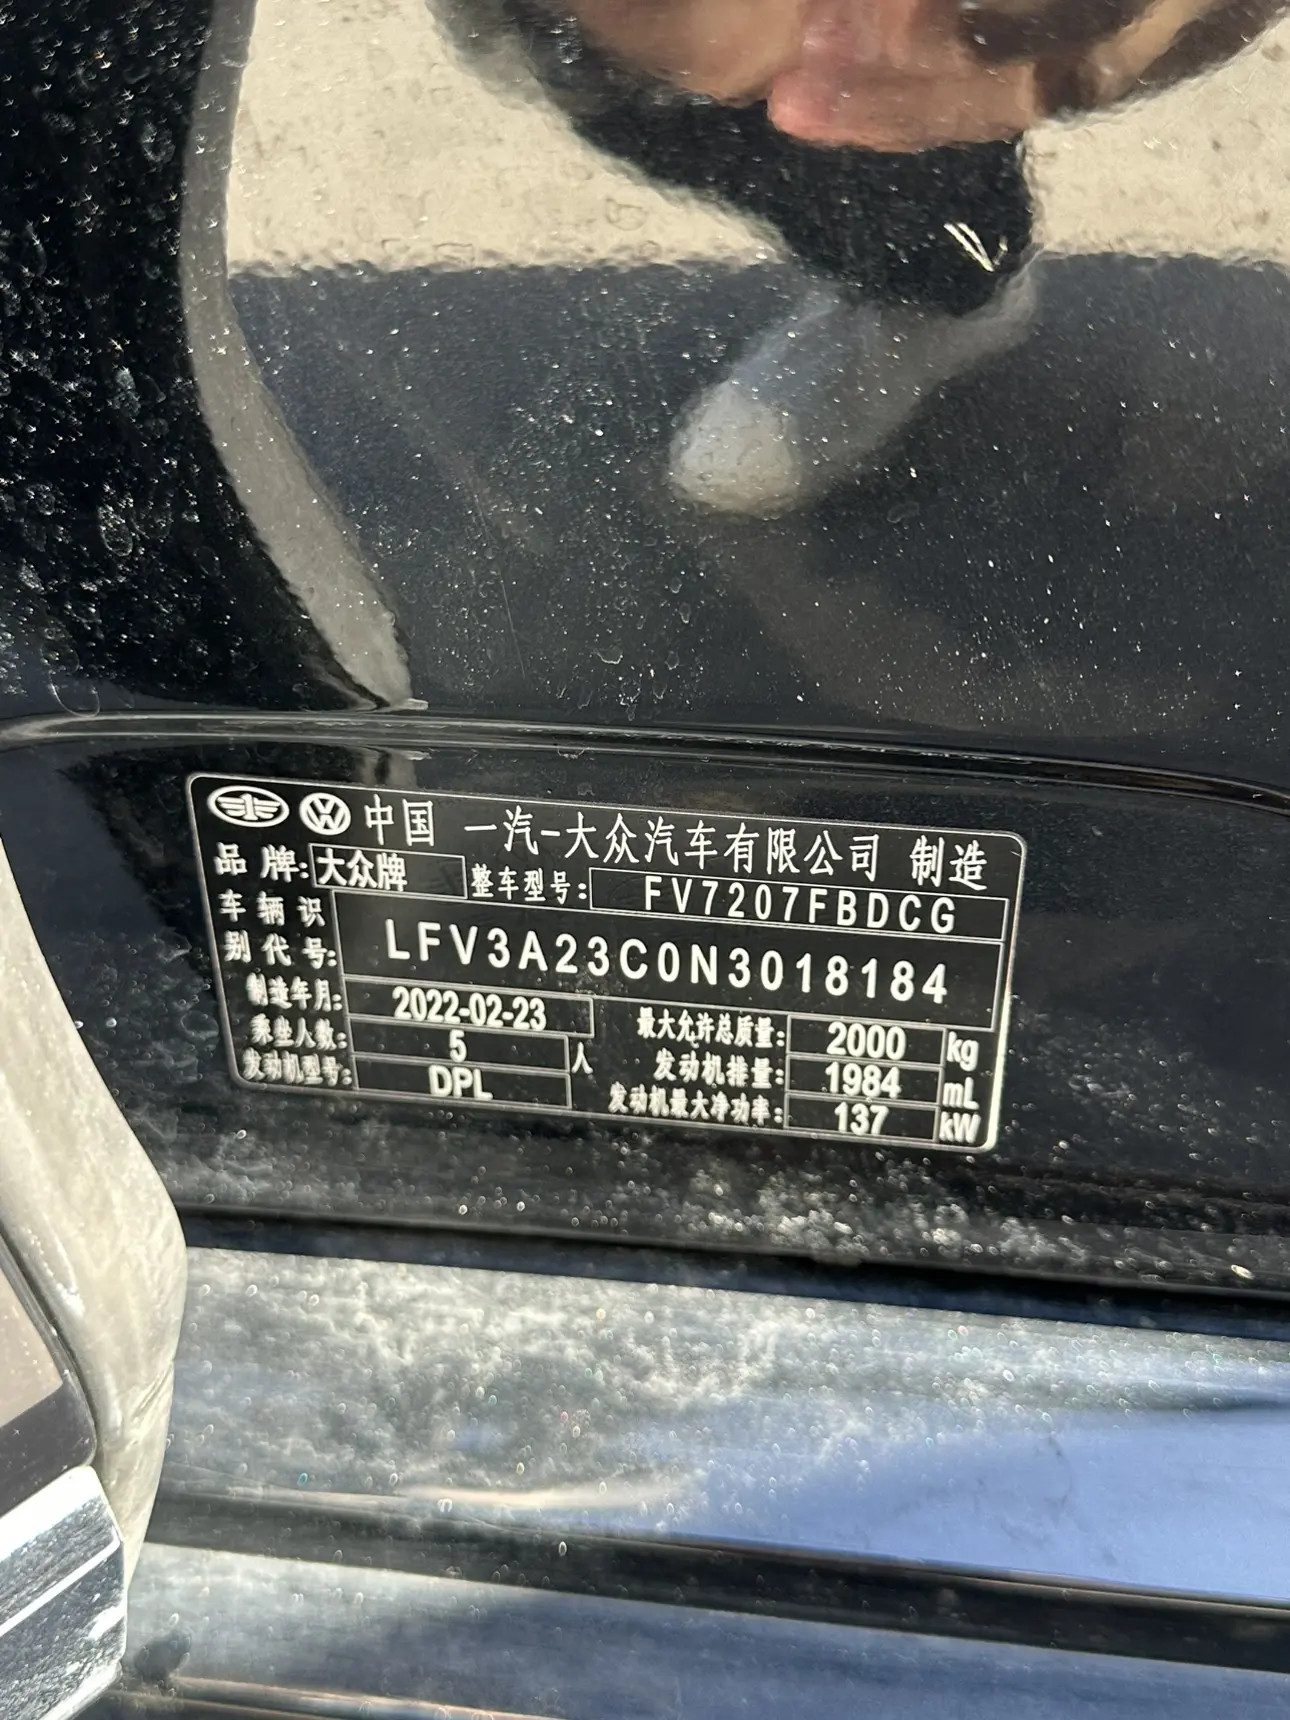 中国 一汽-大众汽车有限公司 制造
品 牌: 大众牌 整车型号: FV7207FBDCG
车辆识别代号: LFV3A23C0N3018184
制造年月: 2022-02-23 最大允许总质量: 2000 kg
乘坐人数: 5 人 发动机排量: 1984 mL
发动机型号: DPL 发动机最大净功率: 137 kW